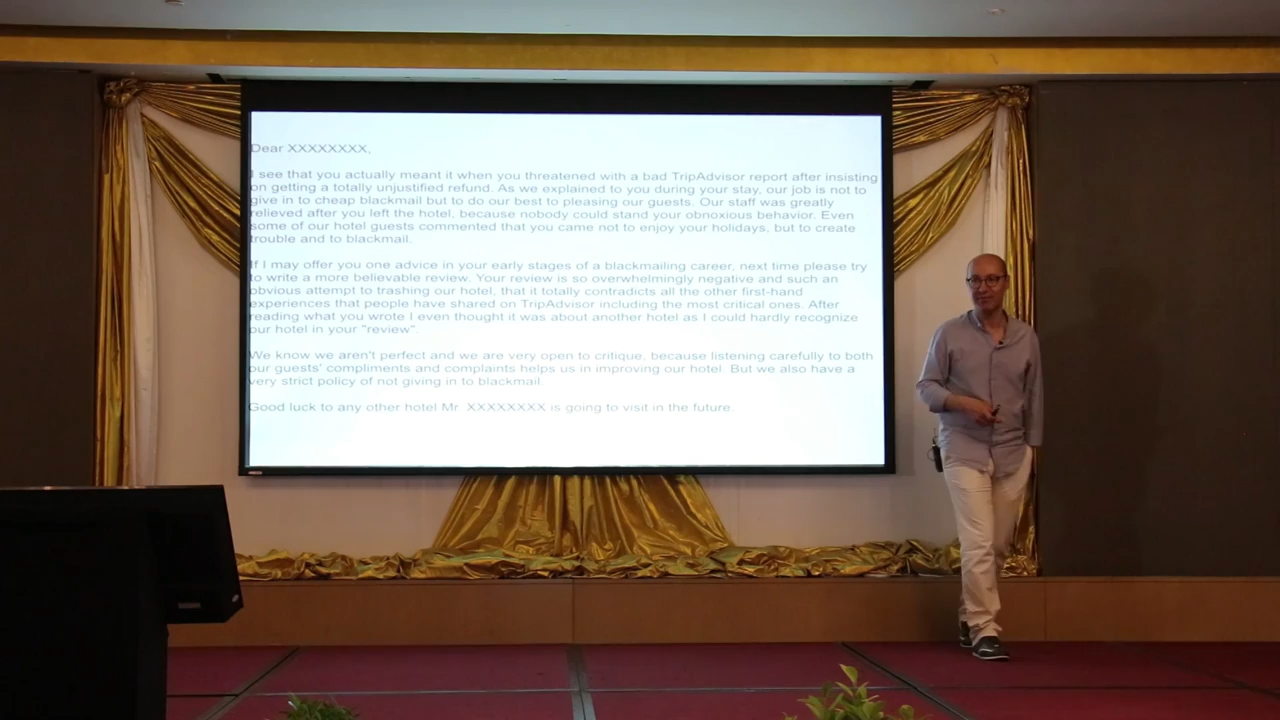 Dear XXXXXXXX,
I see that you actually meant it when you threatened with a bad TripAdvisor report after insisting
on getting a totally unjustified refund. As we explained to you during your stay, our job is not to
give in to cheap blackmail but to do our best to pleasing our guests. Our staff was greatly
relieved after you left the hotel, because nobody could stand your obnoxious behavior. Even
some of our hotel guests commented that you came not to enjoy your holidays, but to create
trouble and to blackmail.
If I may offer you one advice in your early stages of a blackmailing career, next time please try
to write a more believable review. Your review is so overwhelmingly negative and such an
obvious attempt to trashing our hotel, that it totally contradicts all the other first-hand
experiences that people have shared on TripAdvisor including the most critical ones. After
reading what you wrote I even thought it was about another hotel as I could hardly recognize
our hotel in your "review".
We know we aren't perfect and we are very open to critique, because listening carefully to both
our guests' compliments and complaints helps us in improving our hotel. But we also have a
very strict policy of not giving in to blackmail.
Good luck to any other hotel Mr. XXXXXXXX is going to visit in the future.